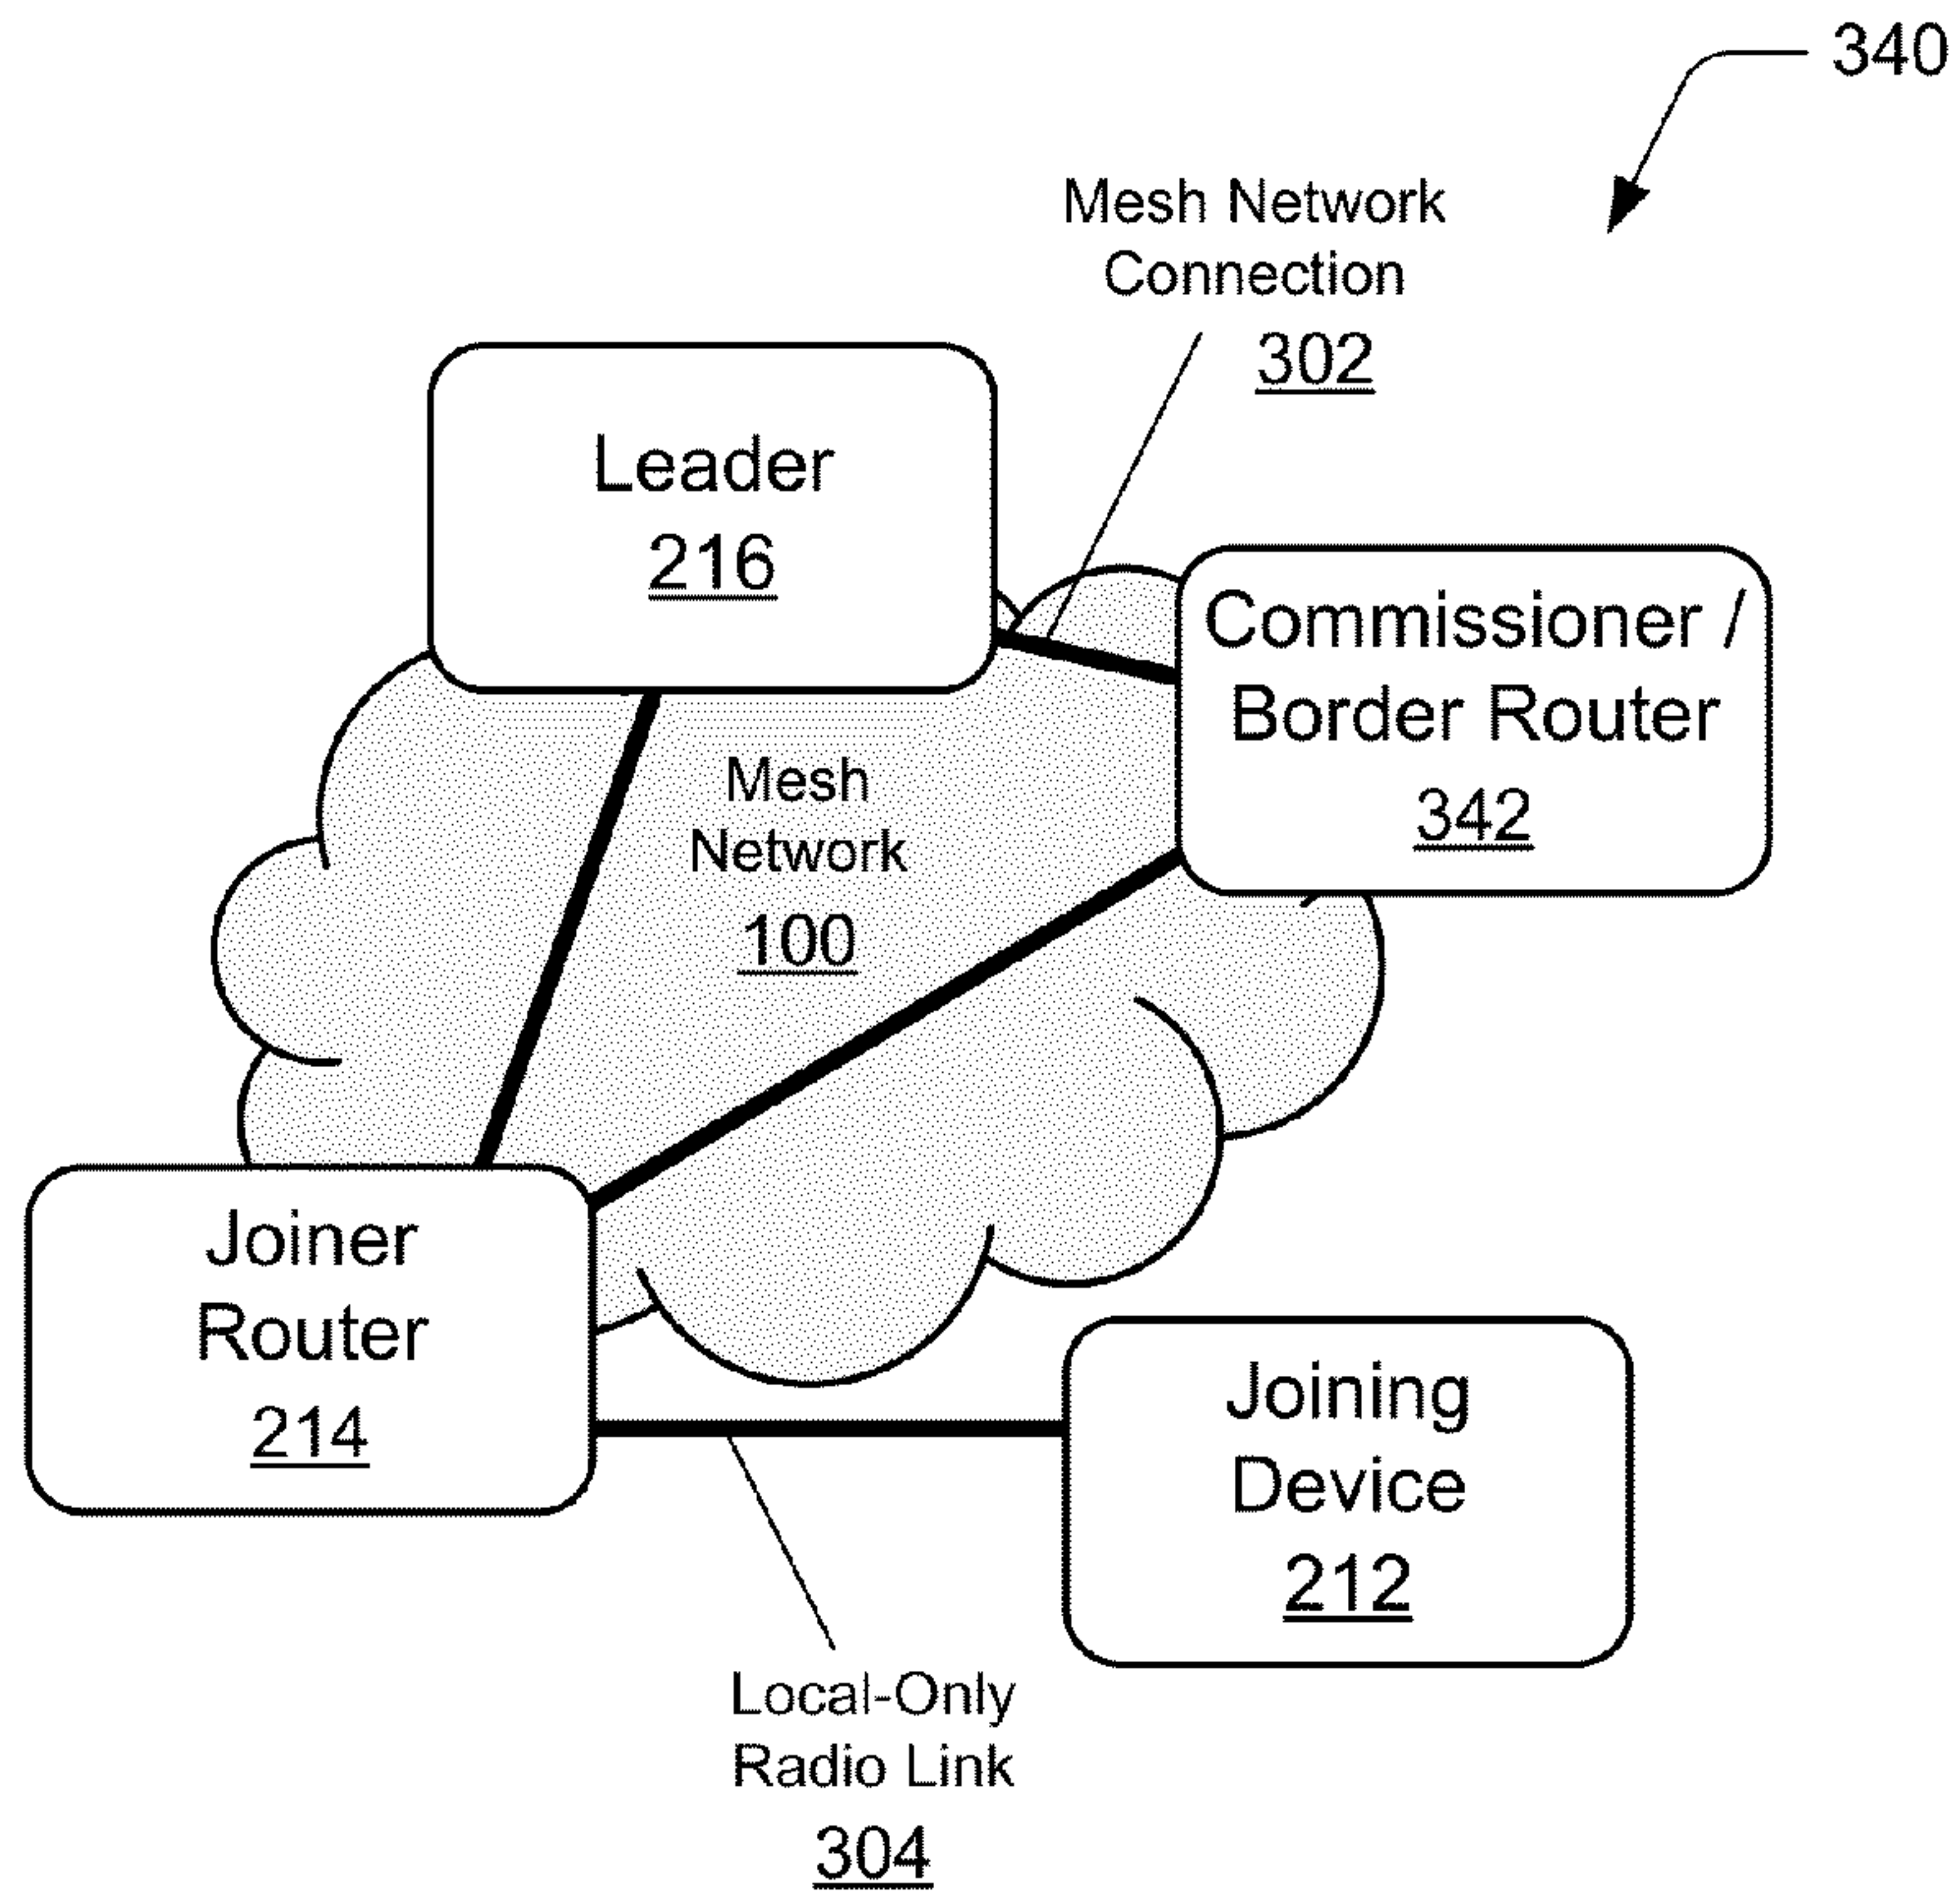 340
Mesh Network
Connection
302
Leader
216
Commissioner /
Border Router
342
Mesh
Network
100
Joiner
Router
214
Joining
Device
212
Local-Only
Radio Link
304